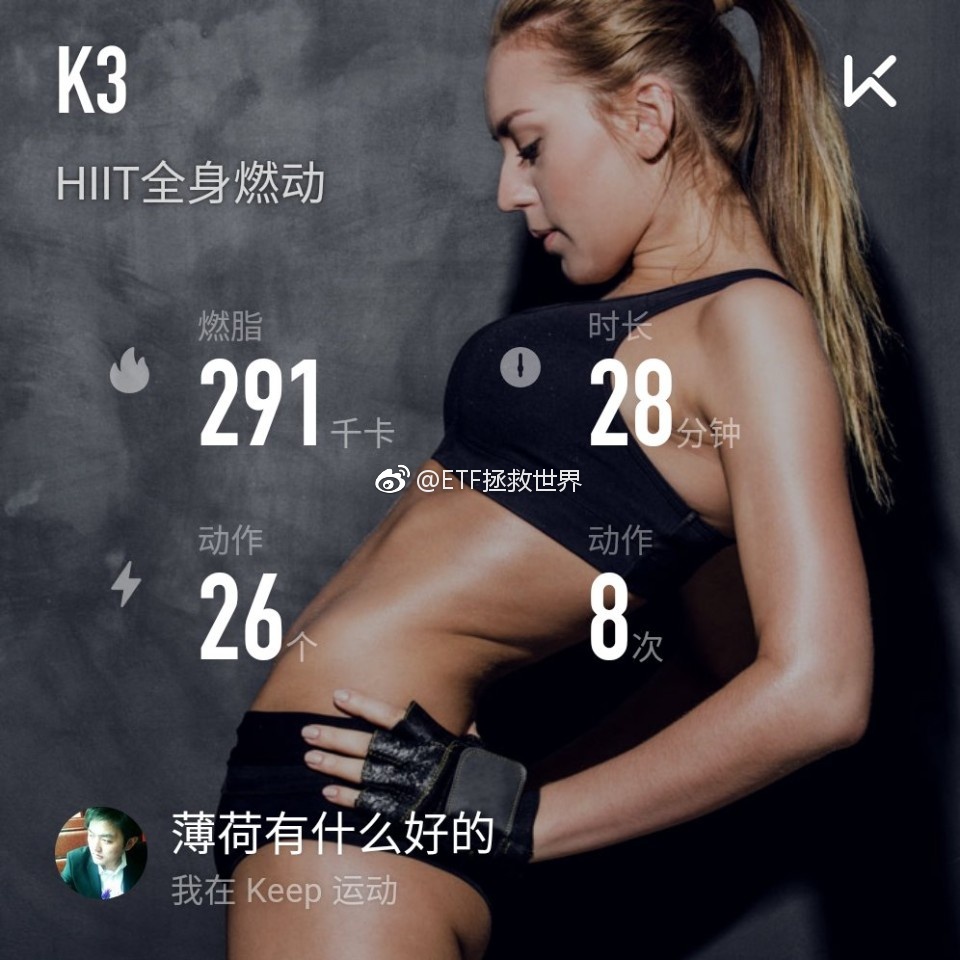 K3
HIIT全身燃动
燃脂
291千卡
时长
28分钟
@ETF拯救世界
动作
26个
动作
8次
薄荷有什么好的
我在 Keep 运动